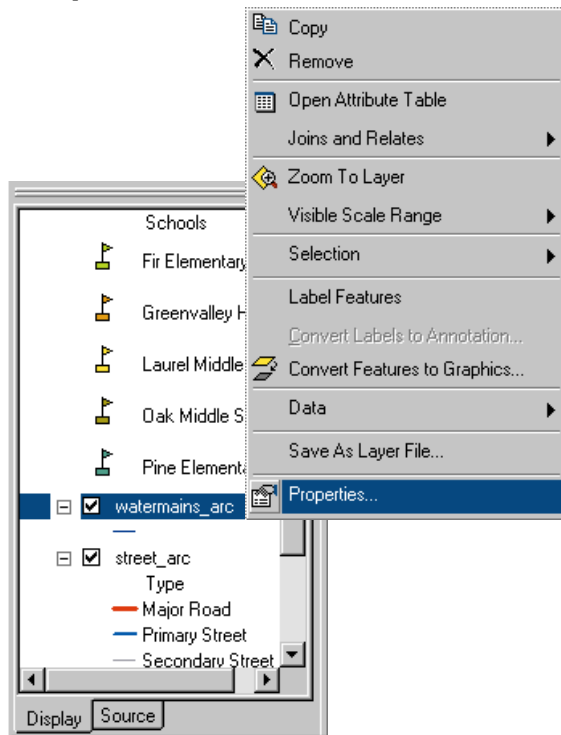 Copy
Remove
Open Attribute Table
Joins and Relates
Zoom To Layer
Visible Scale Range
Selection
Label Features
Convert Labels to Annotation...
Convert Features to Graphics...
Data
Save As Layer File...
Properties...
Schools
Fir Elementary
Greenvalley H
Laurel Middle
Oak Middle S
Pine Element
watermains_arc
street_arc
Type
Major Road
Primary Street
Secondary Street
Display Source